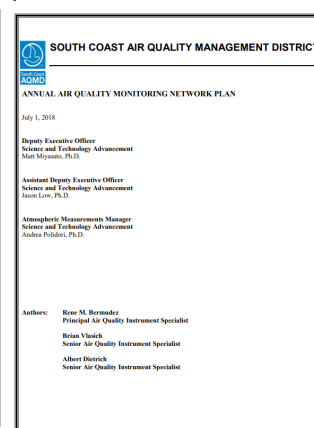 SOUTH COAST AIR QUALITY MANAGEMENT DISTRICT
South Coast
AQMD
ANNUAL AIR QUALITY MONITORING NETWORK PLAN
July 1, 2018
Deputy Executive Officer
Science and Technology Advancement
Matt Miyasato, Ph.D.
Assistant Deputy Executive Officer
Science and Technology Advancement
Jason Low, Ph.D.
Atmospheric Measurements Manager
Science and Technology Advancement
Andrea Polidori, Ph.D.
Authors: Rene M. Bermudez
Principal Air Quality Instrument Specialist
Brian Vlasich
Senior Air Quality Instrument Specialist
Albert Dietrich
Senior Air Quality Instrument Specialist